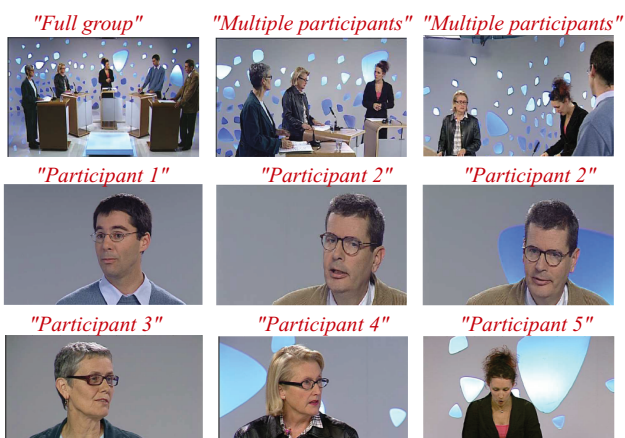 "Full group"
"Multiple participants"
"Multiple participants"
"Participant 1"
"Participant 2"
"Participant 2"
"Participant 3"
"Participant 4"
"Participant 5"